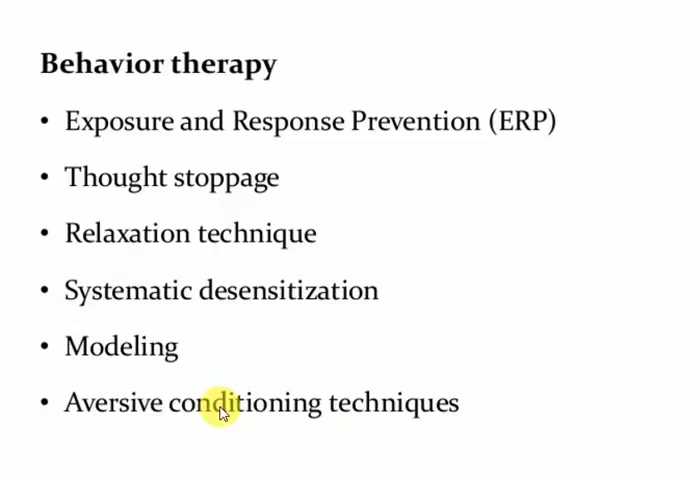 Behavior therapy
• Exposure and Response Prevention (ERP)
• Thought stoppage
• Relaxation technique
• Systematic desensitization
• Modeling
• Aversive conditioning techniques